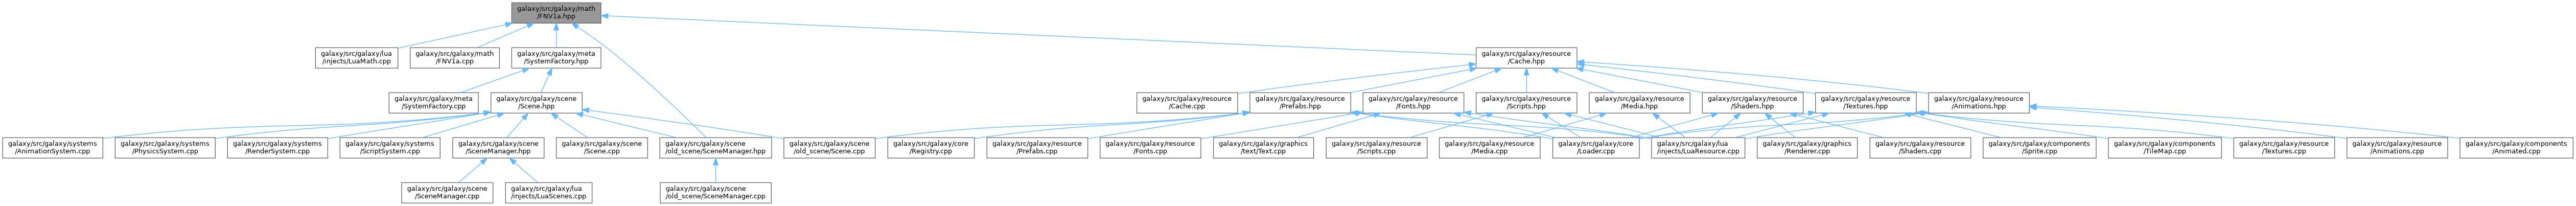 galaxy/src/galaxy/math
/FNV1a.hpp
galaxy/src/galaxy/lua
/injects/LuaMath.cpp
galaxy/src/galaxy/math
/FNV1a.cpp
galaxy/src/galaxy/meta
/SystemFactory.hpp
galaxy/src/galaxy/resource
/Cache.hpp
galaxy/src/galaxy/meta
/SystemFactory.cpp
galaxy/src/galaxy/scene
/Scene.hpp
galaxy/src/galaxy/resource
/Cache.cpp
galaxy/src/galaxy/resource
/Prefabs.hpp
galaxy/src/galaxy/resource
/Fonts.hpp
galaxy/src/galaxy/resource
/Scripts.hpp
galaxy/src/galaxy/resource
/Media.hpp
galaxy/src/galaxy/resource
/Shaders.hpp
galaxy/src/galaxy/resource
/Textures.hpp
galaxy/src/galaxy/resource
/Animations.hpp
galaxy/src/galaxy/systems
/AnimationSystem.cpp
galaxy/src/galaxy/systems
/PhysicsSystem.cpp
galaxy/src/galaxy/systems
/RenderSystem.cpp
galaxy/src/galaxy/systems
/ScriptSystem.cpp
galaxy/src/galaxy/scene
/SceneManager.hpp
galaxy/src/galaxy/scene
/Scene.cpp
galaxy/src/galaxy/scene
/old_scene/SceneManager.hpp
galaxy/src/galaxy/scene
/old_scene/Scene.cpp
galaxy/src/galaxy/core
/Registry.cpp
galaxy/src/galaxy/resource
/Prefabs.cpp
galaxy/src/galaxy/resource
/Fonts.cpp
galaxy/src/galaxy/graphics
/text/Text.cpp
galaxy/src/galaxy/resource
/Scripts.cpp
galaxy/src/galaxy/resource
/Media.cpp
galaxy/src/galaxy/core
/Loader.cpp
galaxy/src/galaxy/lua
/injects/LuaResource.cpp
galaxy/src/galaxy/graphics
/Renderer.cpp
galaxy/src/galaxy/resource
/Shaders.cpp
galaxy/src/galaxy/components
/Sprite.cpp
galaxy/src/galaxy/components
/TileMap.cpp
galaxy/src/galaxy/resource
/Textures.cpp
galaxy/src/galaxy/resource
/Animations.cpp
galaxy/src/galaxy/components
/Animated.cpp
galaxy/src/galaxy/scene
/SceneManager.cpp
galaxy/src/galaxy/lua
/injects/LuaScenes.cpp
galaxy/src/galaxy/scene
/old_scene/SceneManager.cpp